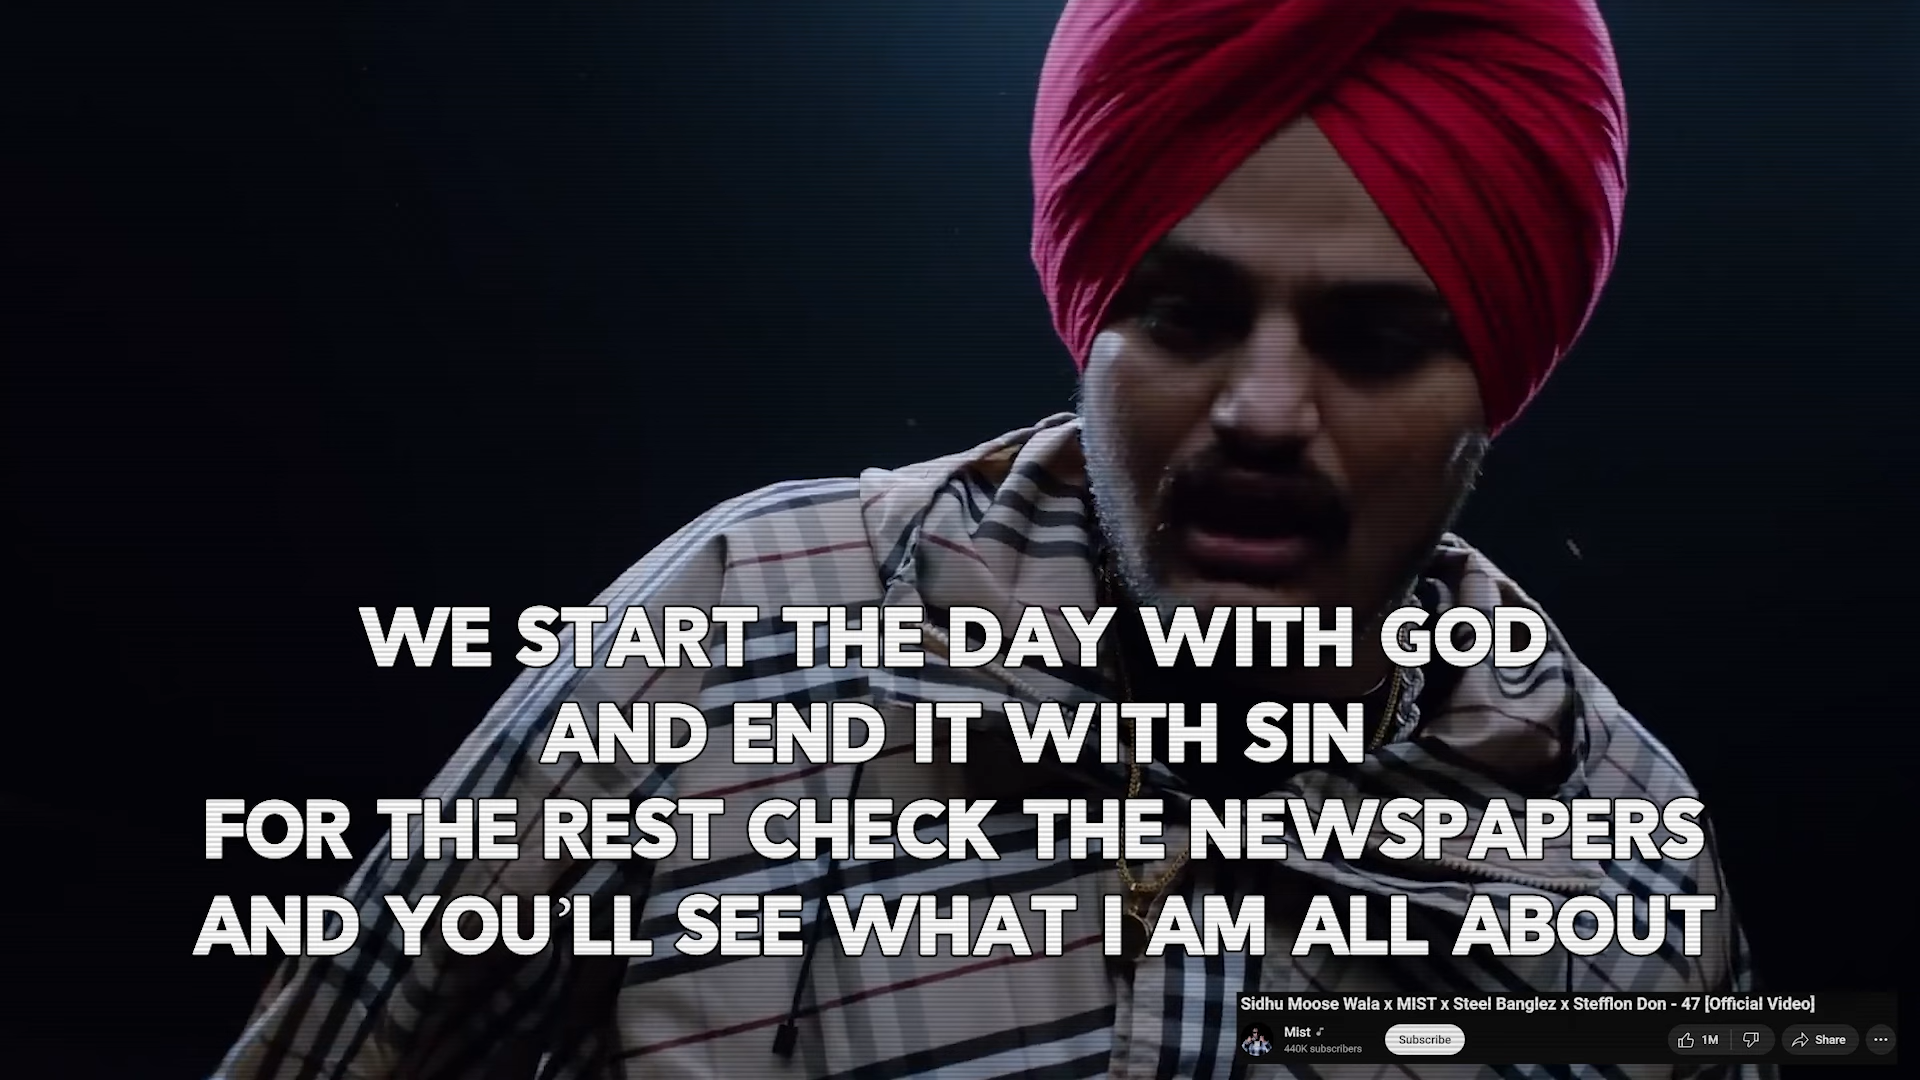 WE START THE DAY WITH GOD
AND END IT WITH SIN
FOR THE REST CHECK THE NEWSPAPERS
AND YOU'LL SEE WHAT I AM ALL ABOUT
Sidhu Moose Wala x MIST x Steel Banglez x Stefflon Don - 47 [Official Video]
Mist
440K subscribers
Subscribe
1M
Share